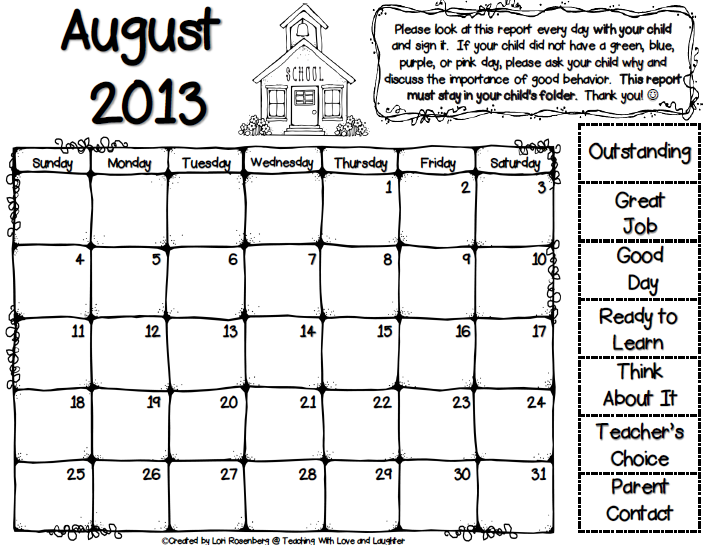 August
2013
SCHOOL
Please look at this report every day with your child
and sign it. If your child did not have a green, blue,
purple, or pink day, please ask your child why and
discuss the importance of good behavior. This report
must stay in your child's folder. Thank you! ☺
Sunday Monday Tuesday Wednesday Thursday Friday Saturday
1 2 3
4 5 6 7 8 9 10
11 12 13 14 15 16 17
18 19 20 21 22 23 24
25 26 27 28 29 30 31
Outstanding
Great
Job
Good
Day
Ready to
Learn
Think
About It
Teacher's
Choice
Parent
Contact
©Created by Lori Rosenberg @ Teaching With Love and Laughter